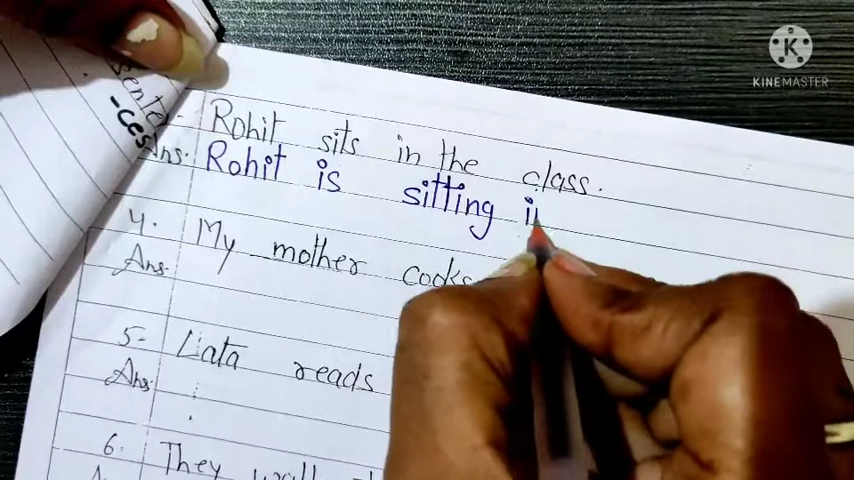 KINEMASTER
Rohit sits in the class.
Ans. Rohit is sitting
4. My mother cooks
Ans.
5- Lata reads
Ans.
6. They